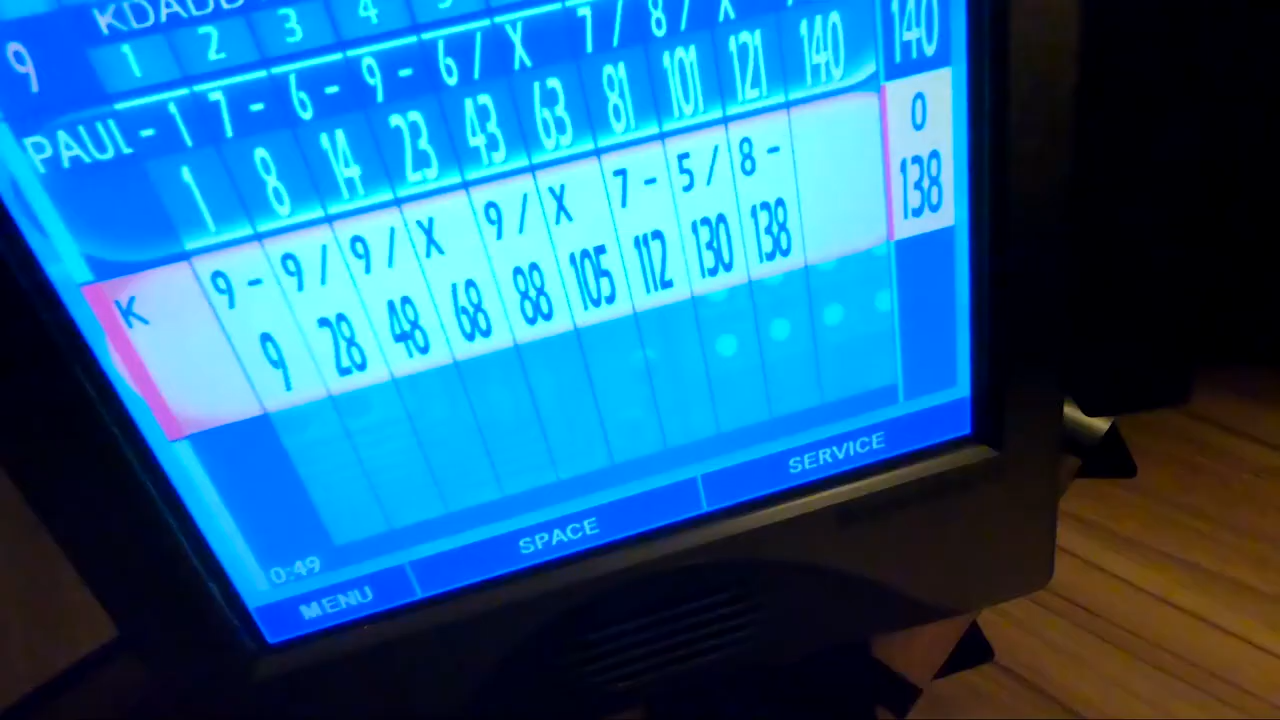 KDADD
9 1 2 3 4 5
PAUL - 1 7 - 6 - 9 - 6 / X 7 / 8 / X
1 8 14 23 43 63 81 101 121 140 140
K 9 - 9 / 9 / X 9 / X 7 - 5 / 8 - 0
9 28 48 68 88 105 112 130 138 138
0:49
MENU SPACE SERVICE